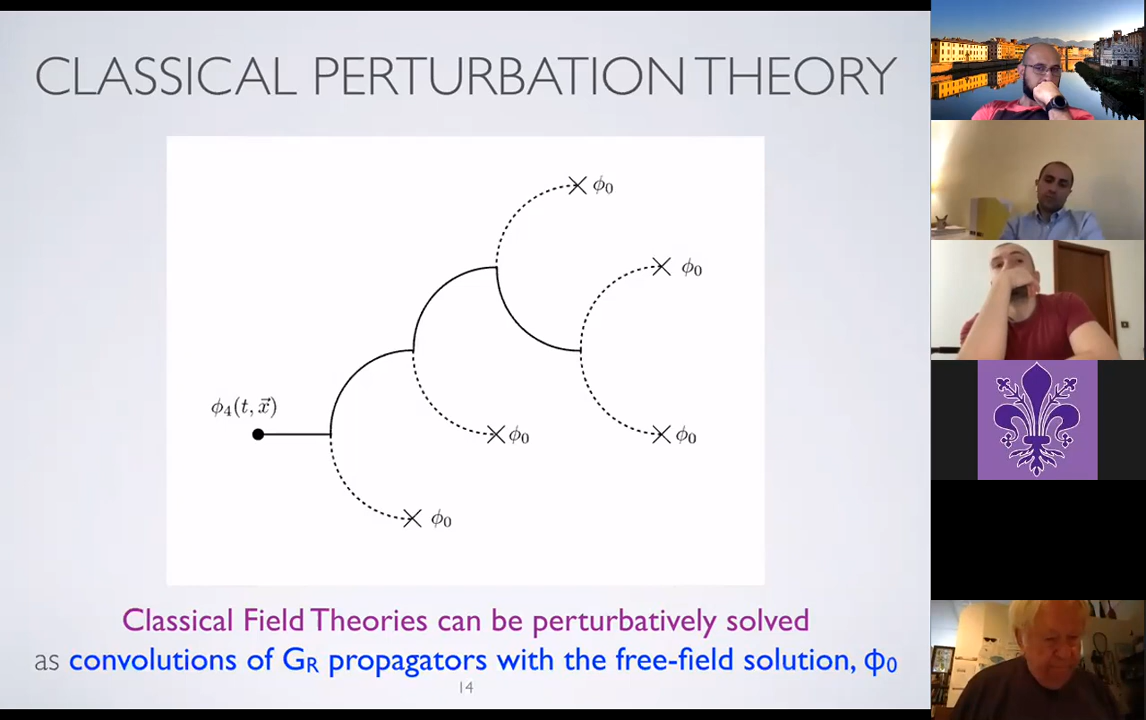 CLASSICAL PERTURBATION THEORY
ϕ₀
ϕ₀
ϕ₄(t, x⃗)
ϕ₀
ϕ₀
ϕ₀
Classical Field Theories can be perturbatively solved
as convolutions of G_R propagators with the free-field solution, ϕ₀
14